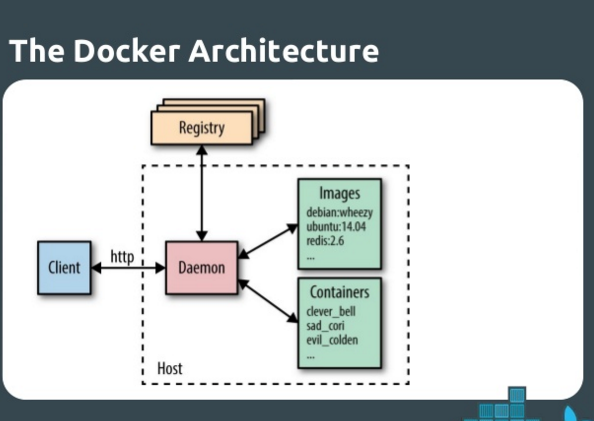 The Docker Architecture
Registry
Images
debian:wheezy
ubuntu:14.04
redis:2.6
...
Client
http
Daemon
Containers
clever_bell
sad_cori
evil_colden
...
Host